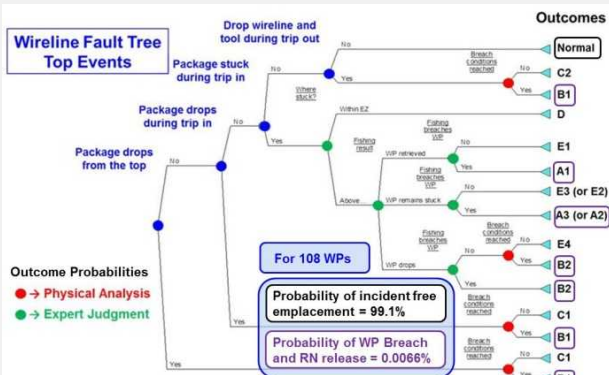 Wireline Fault Tree
Top Events
Drop wireline and
tool during trip out
Outcomes
No
Normal
Package stuck
during trip in
No
Breach
conditions
reached
No
C2
Yes
Yes
B1
Where
stuck?
Within EZ
D
Package drops
during trip in
No
Yes
Fishing
result
Fishing
breaches
WP
No
E1
WP retrieved
Yes
A1
Package drops
from the top
No
Fishing
breaches
WP
Above
WP remains stuck
No
E3 (or E2)
Yes
A3 (or A2)
Fishing
breaches
WP
Breach
conditions
reached
No
No
E4
Yes
B2
WP drops
Yes
B2
For 108 WPs
Outcome Probabilities
→ Physical Analysis
→ Expert Judgment
Probability of incident free
emplacement = 99.1%
Breach
conditions
reached
No
C1
Yes
Yes
B1
Probability of WP Breach
and RN release = 0.0066%
Breach
conditions
reached
No
C1
Yes
Yes